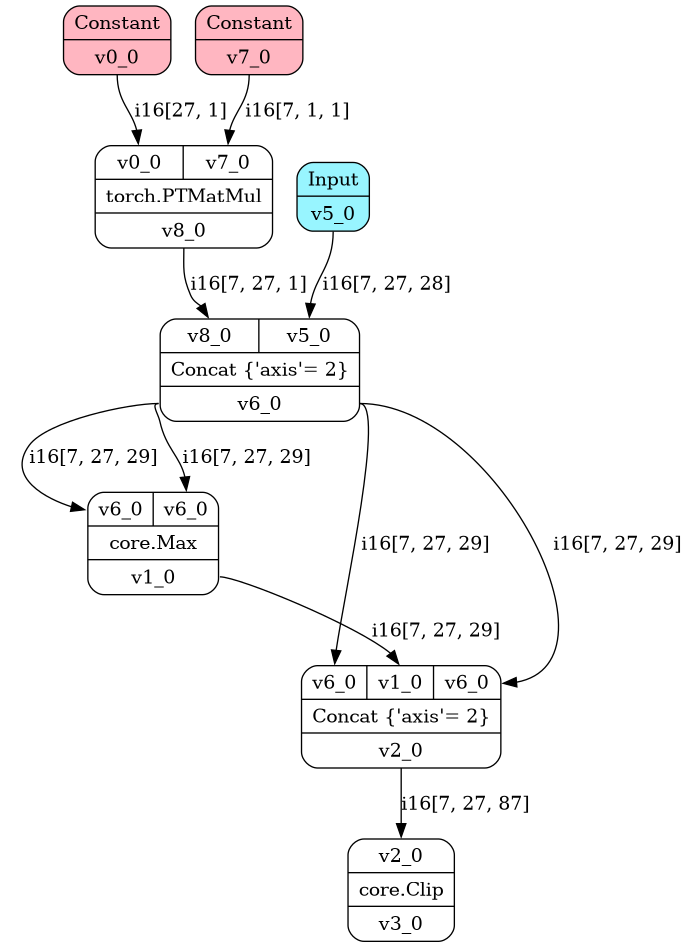 Constant
v0_0
Constant
v7_0
i16[27, 1]
i16[7, 1, 1]
v0_0
v7_0
torch.PTMatMul
v8_0
Input
v5_0
i16[7, 27, 1]
i16[7, 27, 28]
v8_0
v5_0
Concat {'axis'= 2}
v6_0
i16[7, 27, 29]
i16[7, 27, 29]
v6_0
v6_0
core.Max
v1_0
i16[7, 27, 29]
i16[7, 27, 29]
i16[7, 27, 29]
v6_0
v1_0
v6_0
Concat {'axis'= 2}
v2_0
i16[7, 27, 87]
v2_0
core.Clip
v3_0